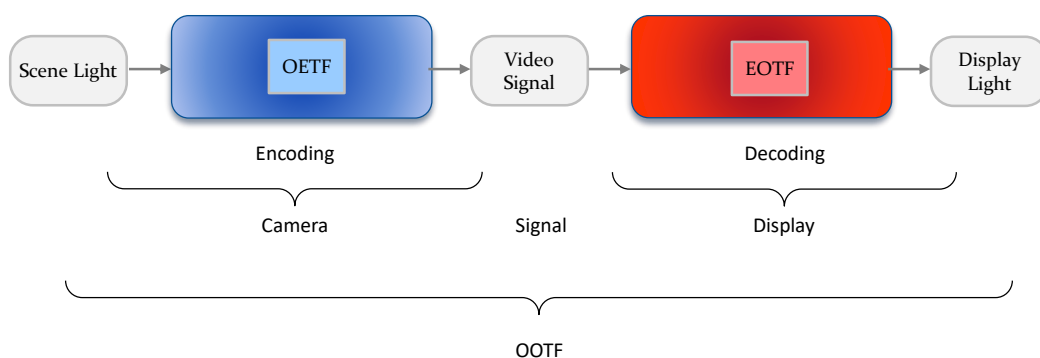 Scene Light
OETF
Video
Signal
EOTF
Display
Light
Encoding
Decoding
Camera
Signal
Display
OOTF